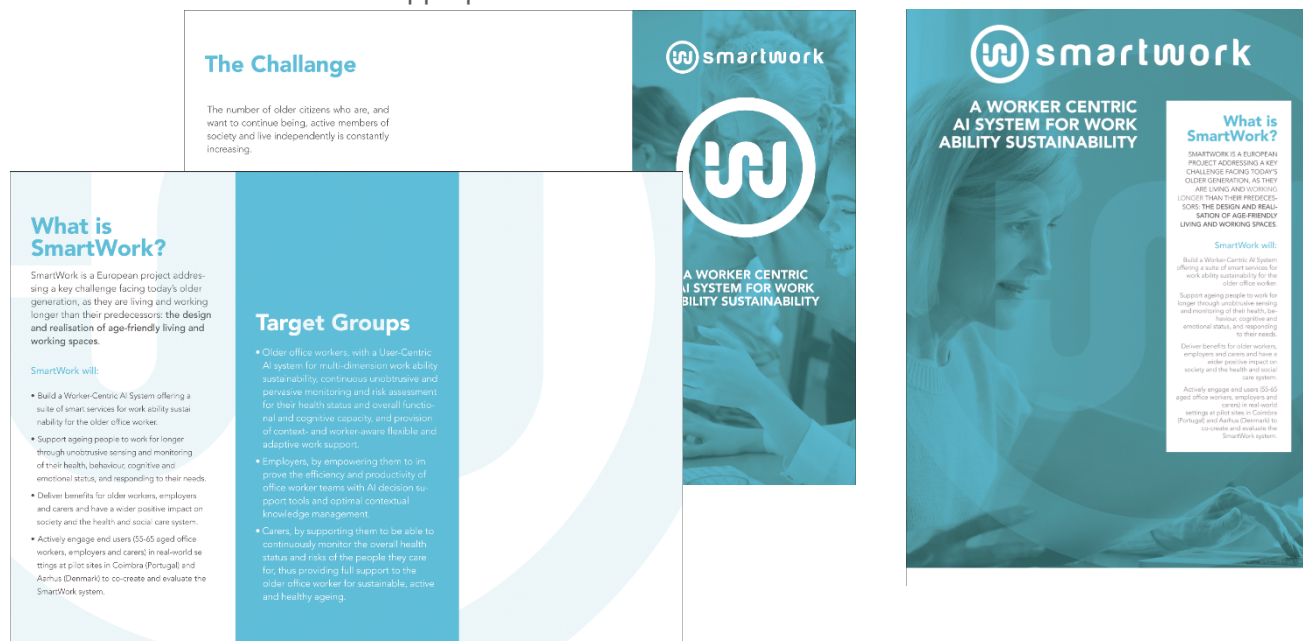 The Challange
The number of older citizens who are, and
want to continue being, active members of
society and live independently is constantly
increasing.
smartwork
A WORKER CENTRIC
AI SYSTEM FOR WORK
BILITY SUSTAINABILITY
What is
SmartWork?
SmartWork is a European project addres-
sing a key challenge facing today's older
generation, as they are living and working
longer than their predecessors: the design
and realisation of age-friendly living and
working spaces.
SmartWork will:
• Build a Worker-Centric AI System offering a
suite of smart services for work ability sustai
nability for the older office worker.
• Support ageing people to work for longer
through unobtrusive sensing and monitoring
of their health, behaviour, cognitive and
emotional status, and responding to their needs.
• Deliver benefits for older workers, employers
and carers and have a wider positive impact on
society and the health and social care system.
• Actively engage end users (55-65 aged office
workers, employers and carers) in real-world se
ttings at pilot sites in Coimbra (Portugal) and
Aarhus (Denmark) to co-create and evaluate the
SmartWork system.
Target Groups
• Older office workers, with a User-Centric
AI system for multi-dimension work ability
sustainability, continuous unobtrusive and
pervasive monitoring and risk assessment
for their health status and overall functio-
nal and cognitive capacity, and provision
of context- and worker-aware flexible and
adaptive work support.
• Employers, by empowering them to im
prove the efficiency and productivity of
office worker teams with AI decision su-
pport tools and optimal contextual
knowledge management.
• Carers, by supporting them to be able to
continuously monitor the overall health
status and risks of the people they care
for, thus providing full support to the
older office worker for sustainable, active
and healthy ageing.
smartwork
A WORKER CENTRIC
AI SYSTEM FOR WORK
ABILITY SUSTAINABILITY
What is
SmartWork?
SMARTWORK IS A EUROPEAN
PROJECT ADDRESSING A KEY
CHALLENGE FACING TODAY'S
OLDER GENERATION, AS THEY
ARE LIVING AND WORKING
LONGER THAN THEIR PREDECES-
SORS: THE DESIGN AND REALI-
SATION OF AGE-FRIENDLY
LIVING AND WORKING SPACES.
SmartWork will:
Build a Worker-Centric AI System
offering a suite of smart services for
work ability sustainability for the
older office worker.
Support ageing people to work for
longer through unobtrusive sensing
and monitoring of their health, be-
haviour, cognitive and
emotional status, and responding
to their needs.
Deliver benefits for older workers,
employers and carers and have a
wider positive impact on
society and the health and social
care system.
Actively engage end users (55-65
aged office workers, employers and
carers) in real-world
settings at pilot sites in Coimbra
(Portugal) and Aarhus (Denmark) to
co-create and evaluate the
SmartWork system.